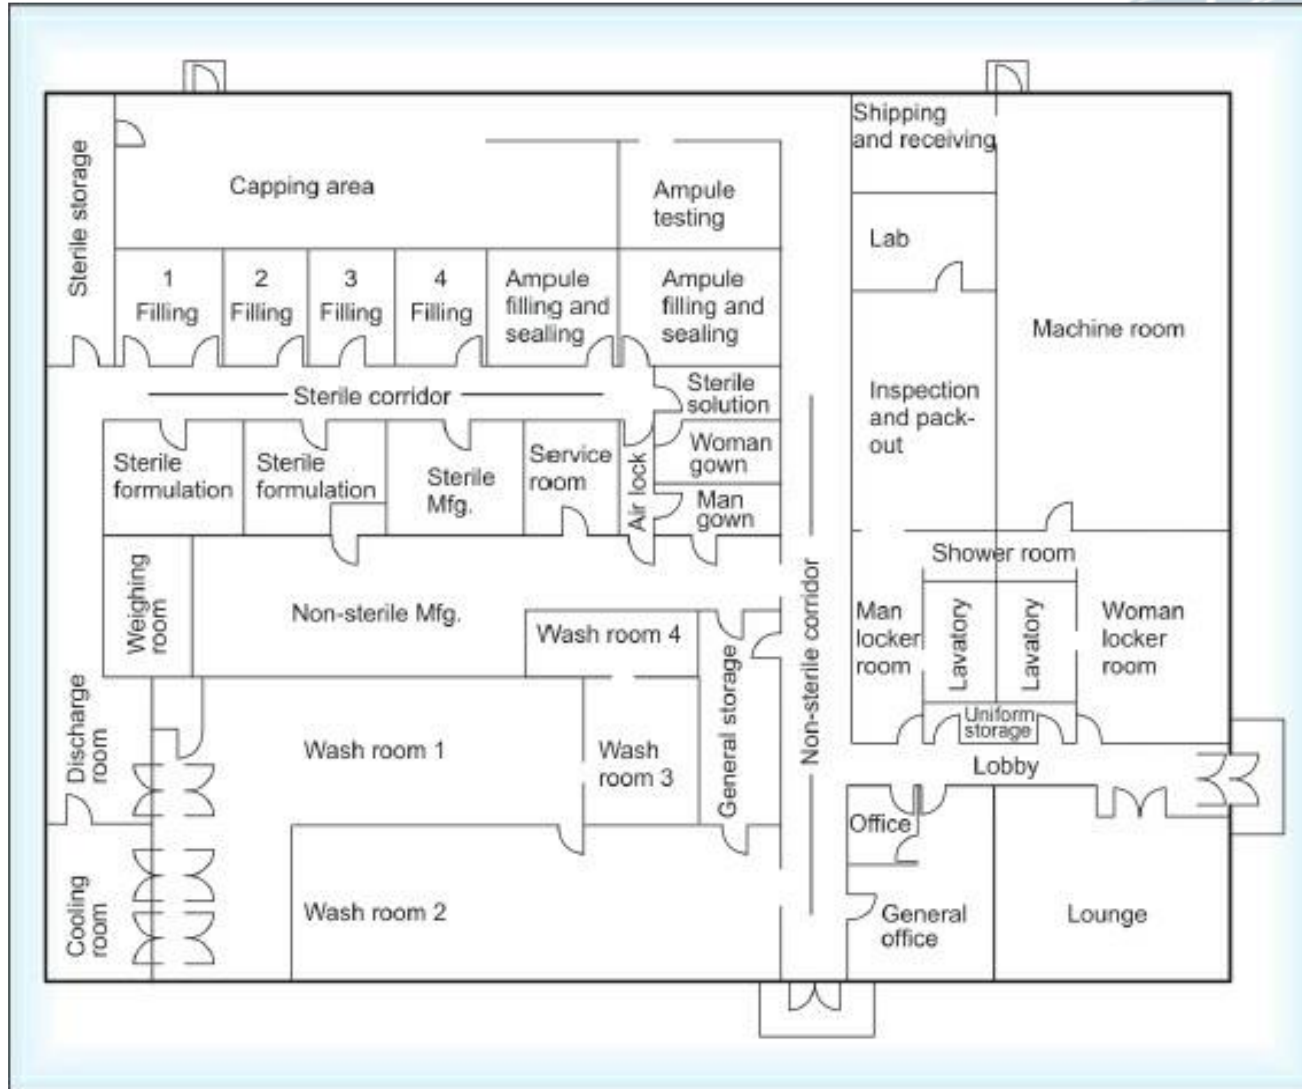 Shipping
and receiving
Sterile storage
Capping area
Ampule
testing
Lab
1
Filling
2
Filling
3
Filling
4
Filling
Ampule
filling and
sealling
Ampule
filling and
sealing
Machine room
Sterile corridor
Sterile
solution
Inspection
and pack-
out
Sterile
formulation
Sterile
formulation
Sterile
Mfg.
Service
room
Air lock
Woman
gown
Man
gown
Weighing
room
Non-sterile Mfg.
Wash room 4
Non-sterile corridor
Shower room
Man
locker
room
Lavatory
Lavatory
Woman
locker
room
Discharge
room
Wash room 1
Wash
room 3
General storage
Uniform
storage
Lobby
Office
Cooling
room
Wash room 2
General
office
Lounge